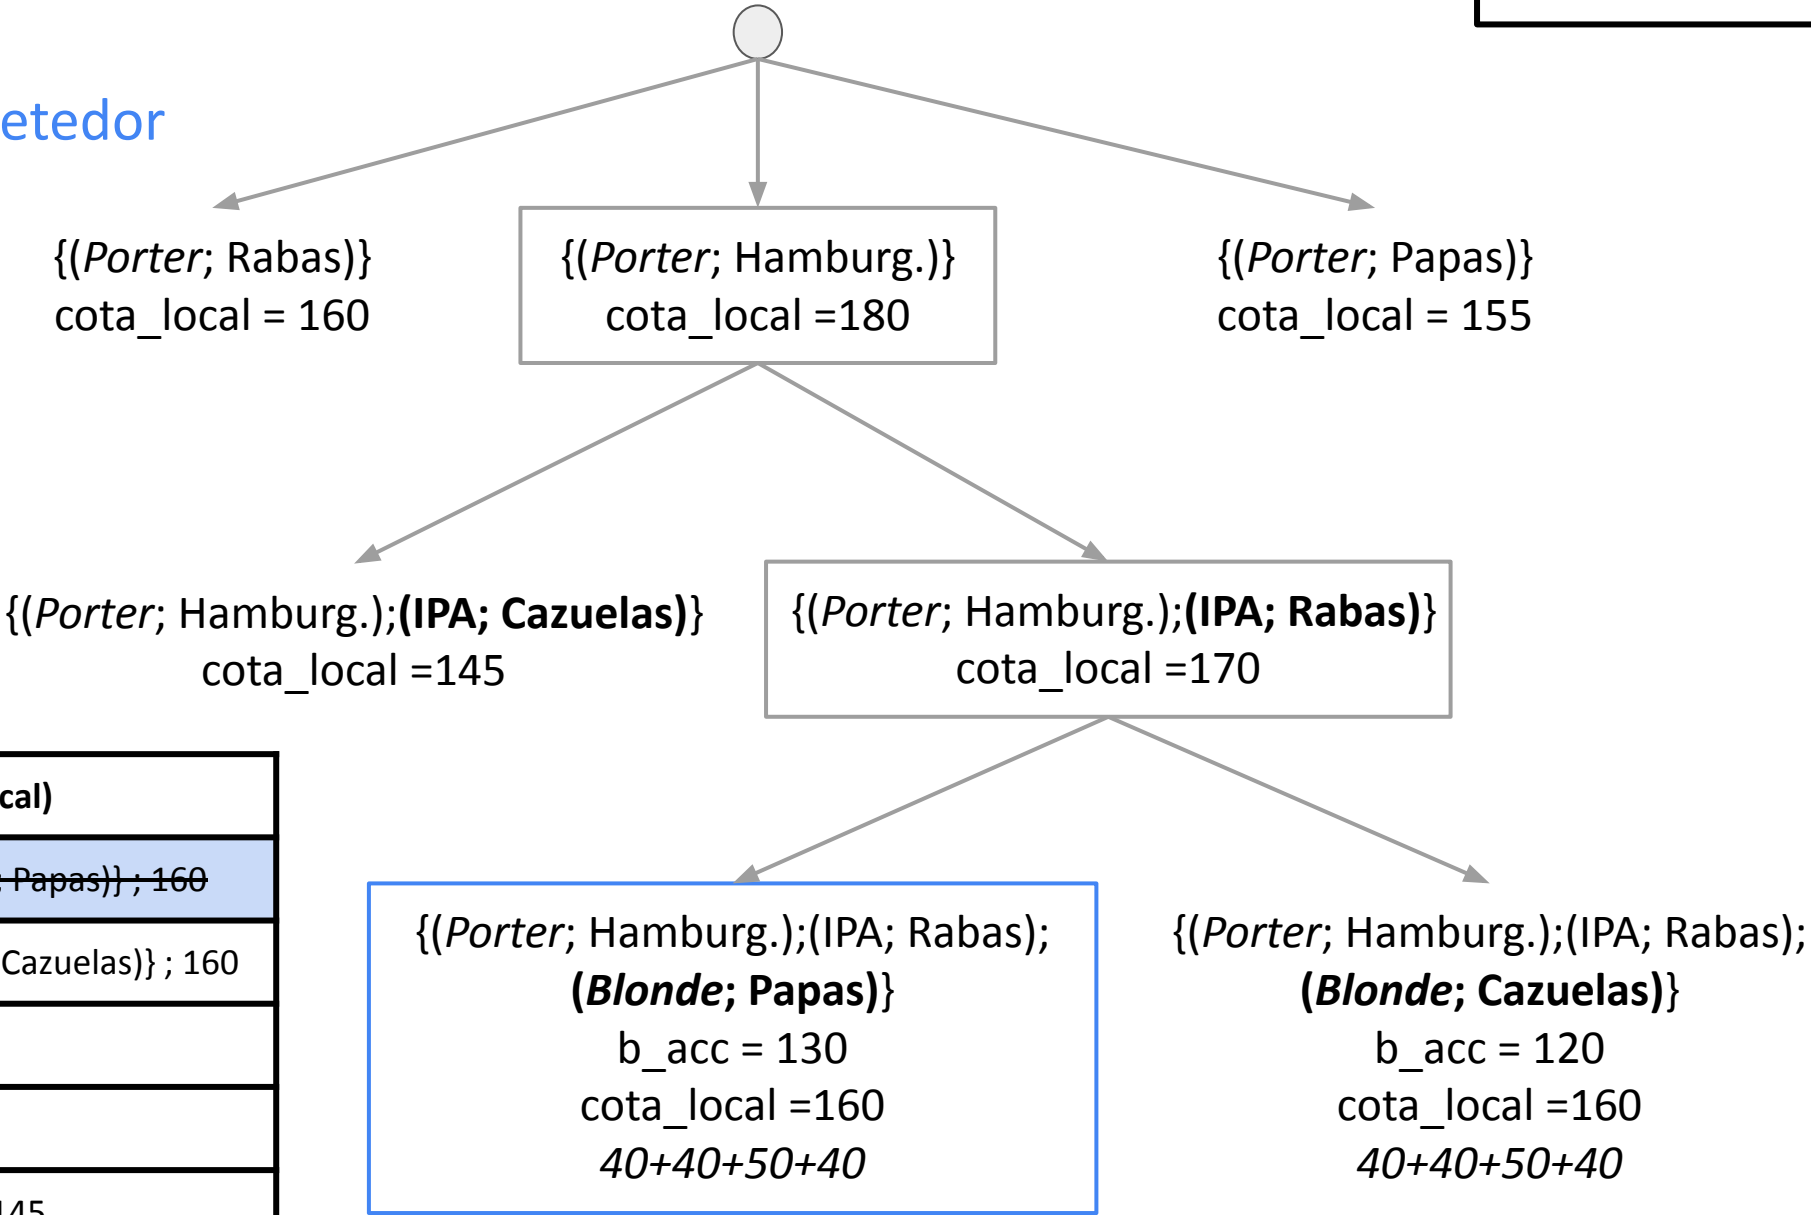 etedor
{(Porter; Rabas)}
cota_local = 160
{(Porter; Hamburg.)}
cota_local =180
{(Porter; Papas)}
cota_local = 155
{(Porter; Hamburg.);(IPA; Cazuelas)}
cota_local =145
{(Porter; Hamburg.);(IPA; Rabas)}
cota_local =170
cal)
; Papas)} ; 160
Cazuelas)} ; 160
145
{(Porter; Hamburg.);(IPA; Rabas);
(Blonde; Papas)}
b_acc = 130
cota_local =160
40+40+50+40
{(Porter; Hamburg.);(IPA; Rabas);
(Blonde; Cazuelas)}
b_acc = 120
cota_local =160
40+40+50+40